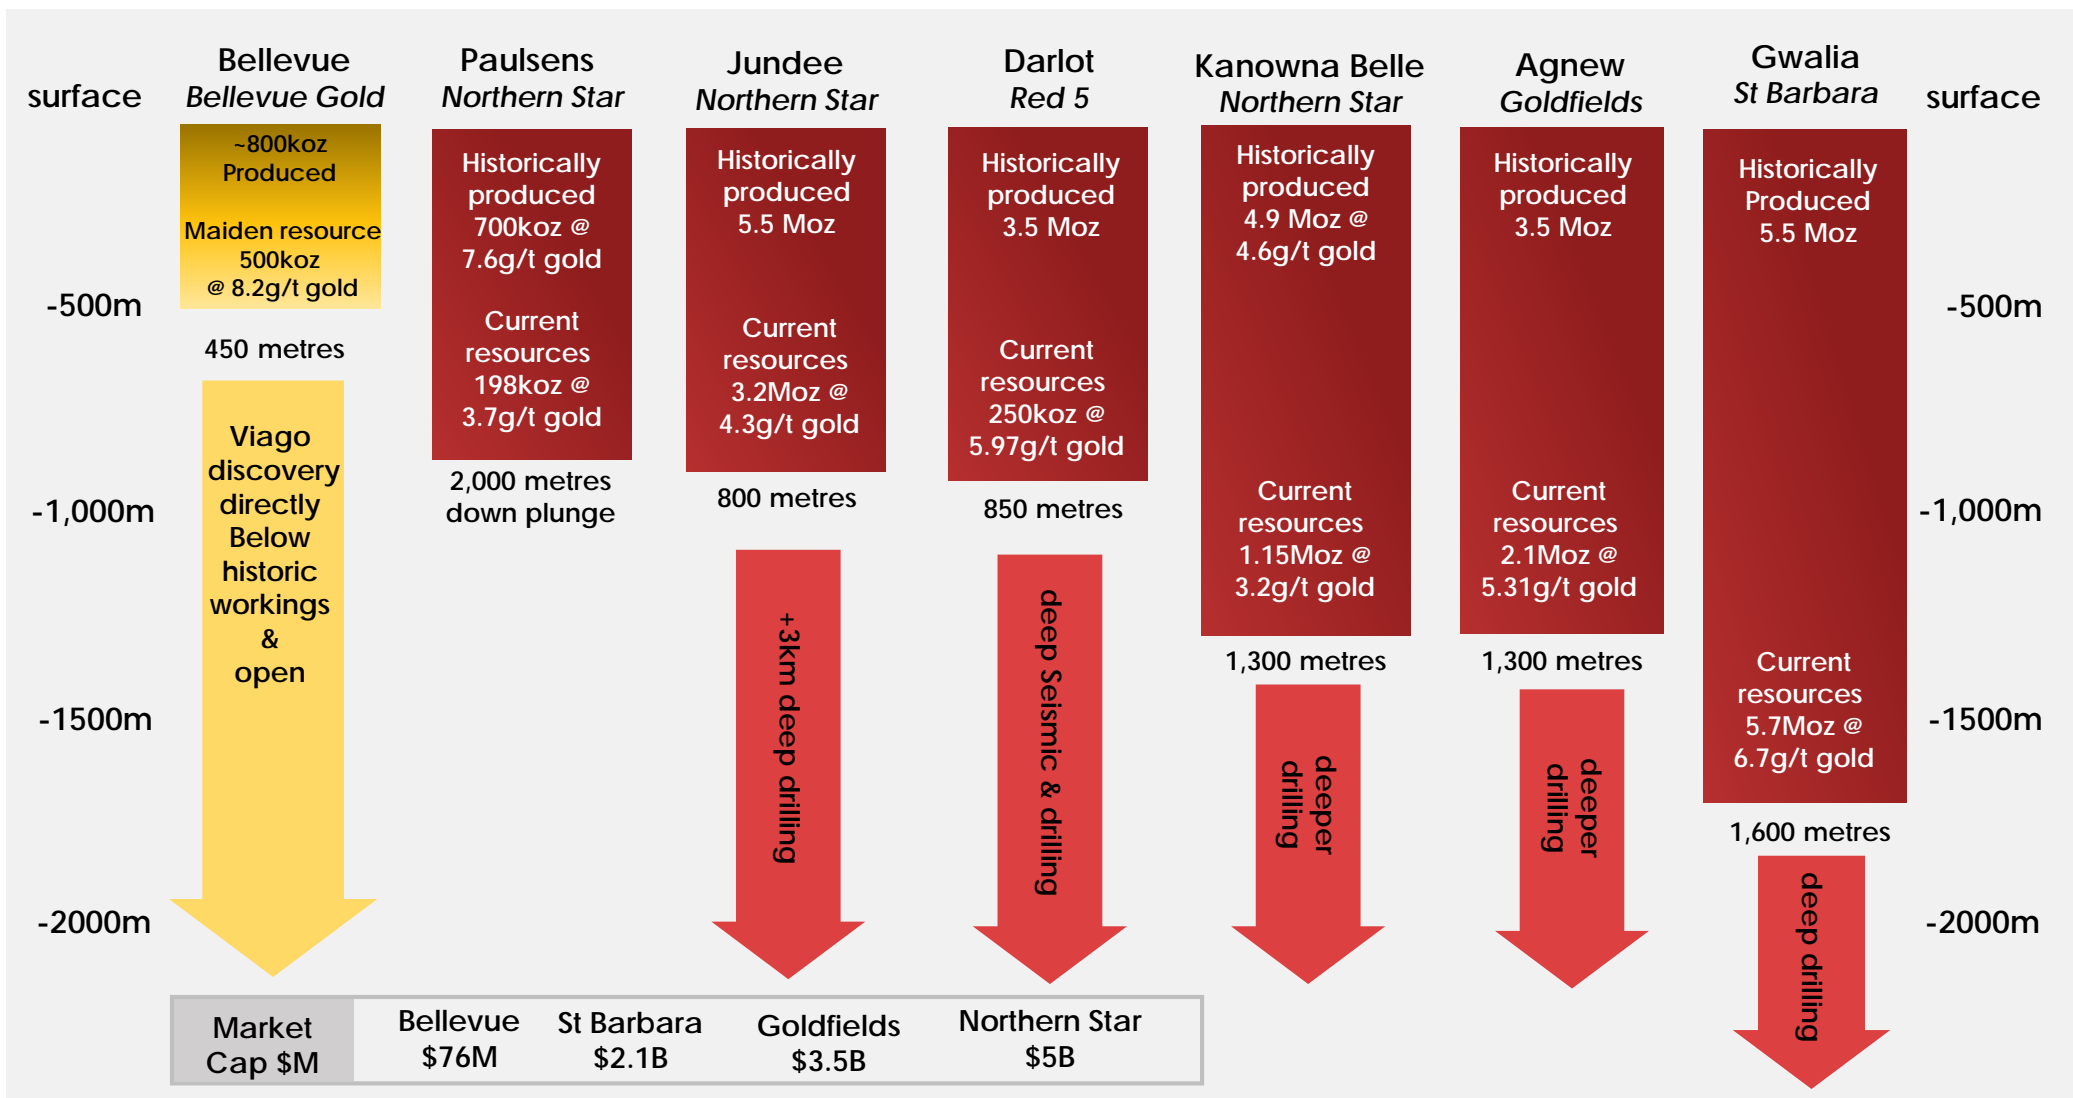 surface
-500m
-1,000m
-1500m
-2000m
Bellevue
Bellevue Gold
~800koz
Produced
Maiden resource
500koz
@ 8.2g/t gold
450 metres
Viago
discovery
directly
Below
historic
workings
&
open
Paulsens
Northern Star
Historically
produced
700koz @
7.6g/t gold
Current
resources
198koz @
3.7g/t gold
2,000 metres
down plunge
Jundee
Northern Star
Historically
produced
5.5 Moz
Current
resources
3.2Moz @
4.3g/t gold
800 metres
+3km deep drilling
Darlot
Red 5
Historically
produced
3.5 Moz
Current
resources
250koz @
5.97g/t gold
850 metres
deep Seismic & drilling
Kanowna Belle
Northern Star
Historically
produced
4.9 Moz @
4.6g/t gold
Current
resources
1.15Moz @
3.2g/t gold
1,300 metres
deeper
drilling
Agnew
Goldfields
Historically
produced
3.5 Moz
Current
resources
2.1Moz @
5.31g/t gold
1,300 metres
deeper
drilling
Gwalia
St Barbara
Historically
Produced
5.5 Moz
Current
resources
5.7Moz @
6.7g/t gold
1,600 metres
deep drilling
surface
-500m
-1,000m
-1500m
-2000m
Market
Cap $M
Bellevue
$76M
St Barbara
$2.1B
Goldfields
$3.5B
Northern Star
$5B